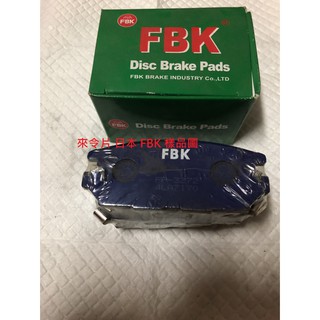 FBK
FBK
Disc Brake Pads
FBK BRAKE INDUSTRY Co.,LTD
Disc Brake Pads
來令片 日本 FBK 樣品圖
FBK